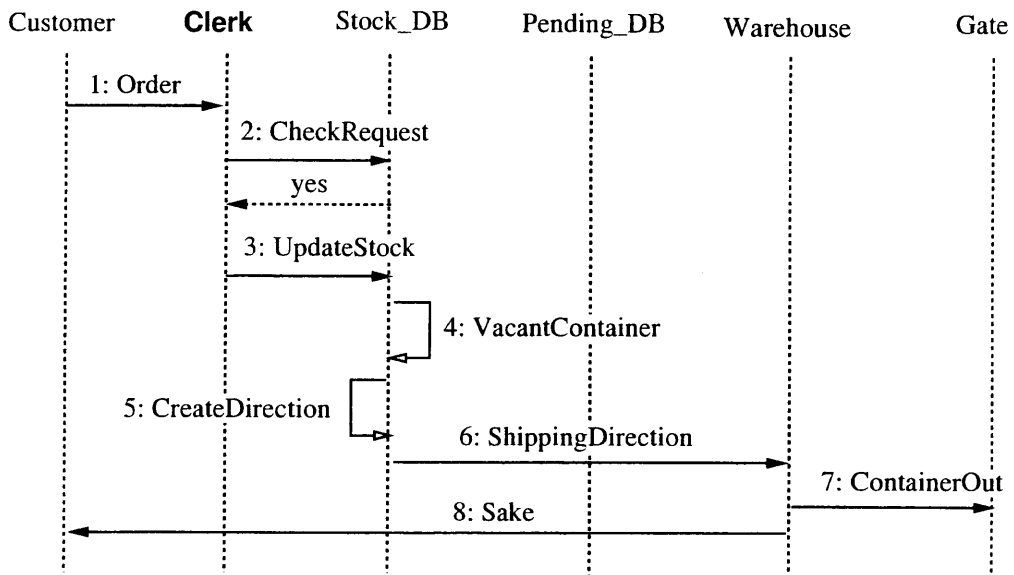 Customer
Clerk
Stock_DB
Pending_DB
Warehouse
Gate
1: Order
2: CheckRequest
yes
3: UpdateStock
4: VacantContainer
5: CreateDirection
6: ShippingDirection
7: ContainerOut
8: Sake